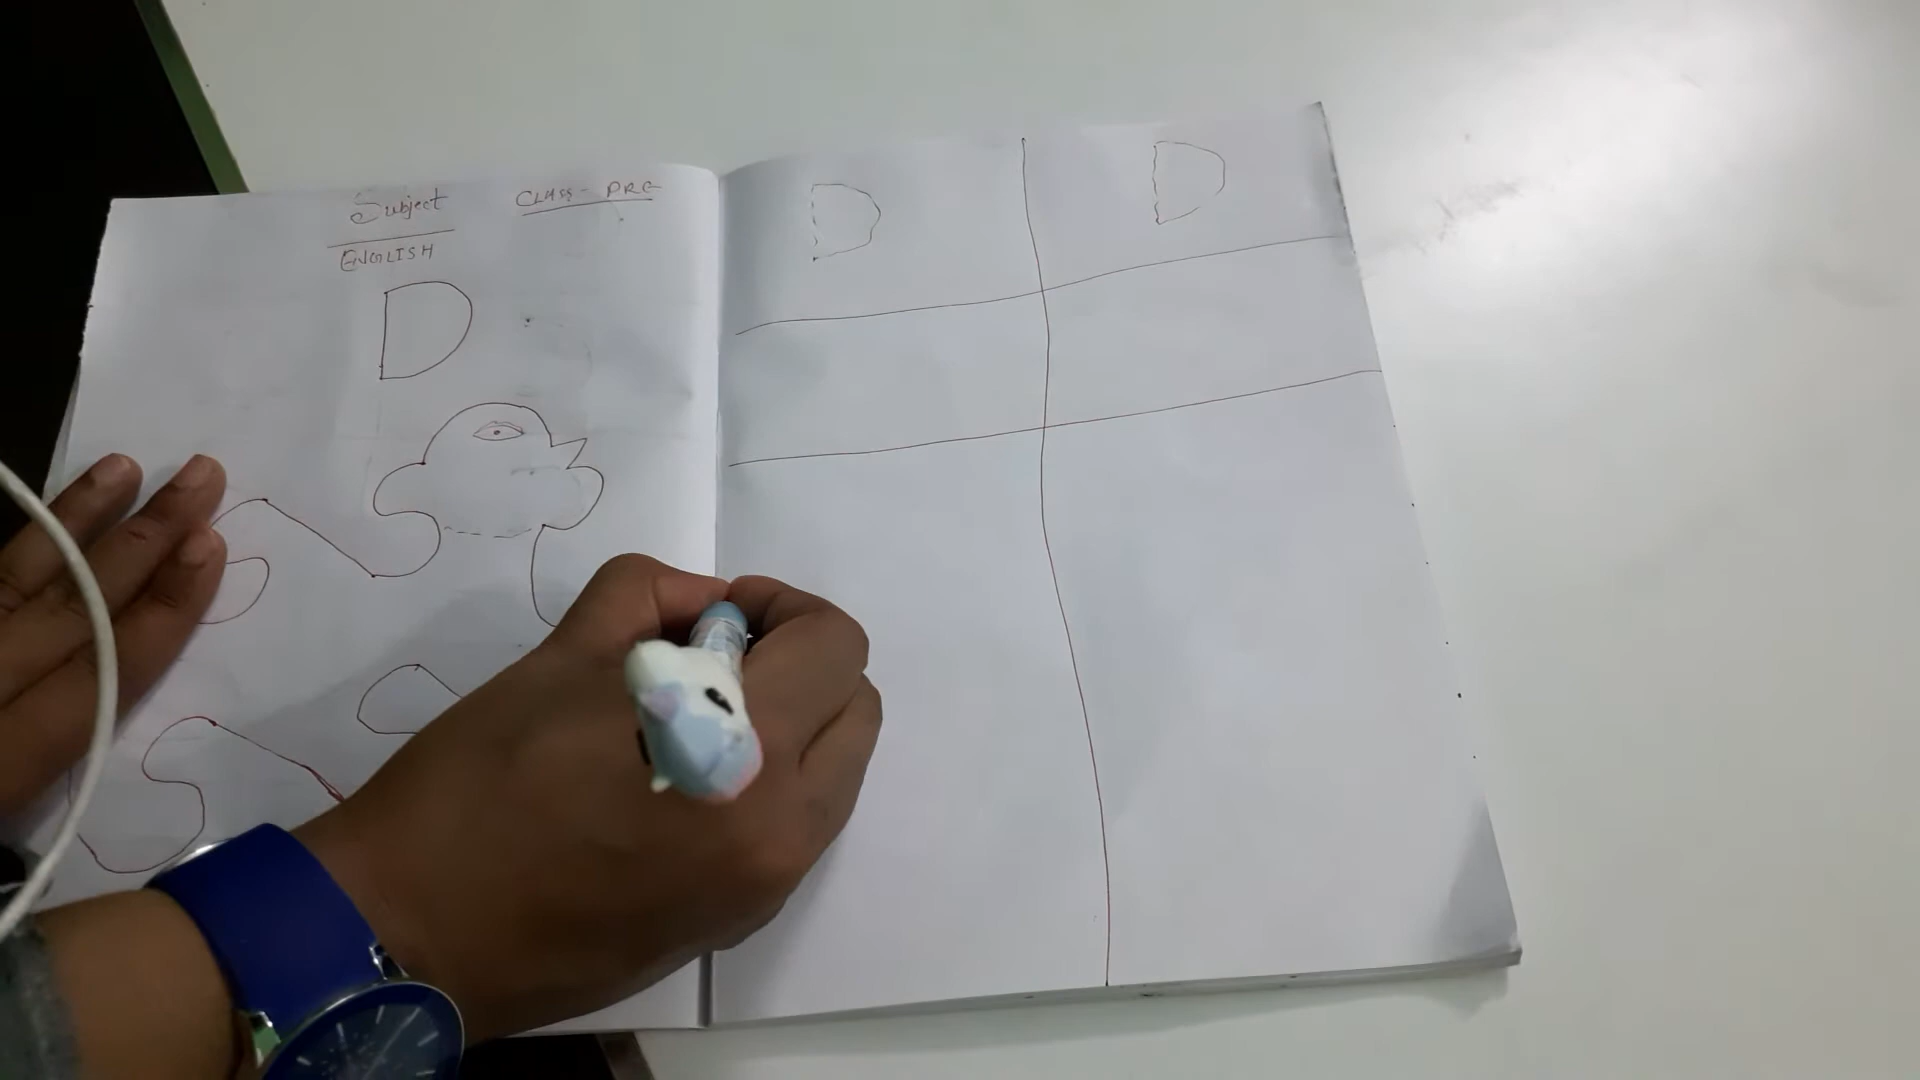 Subject
CLASS - PRE
ENGLISH
D
D
D